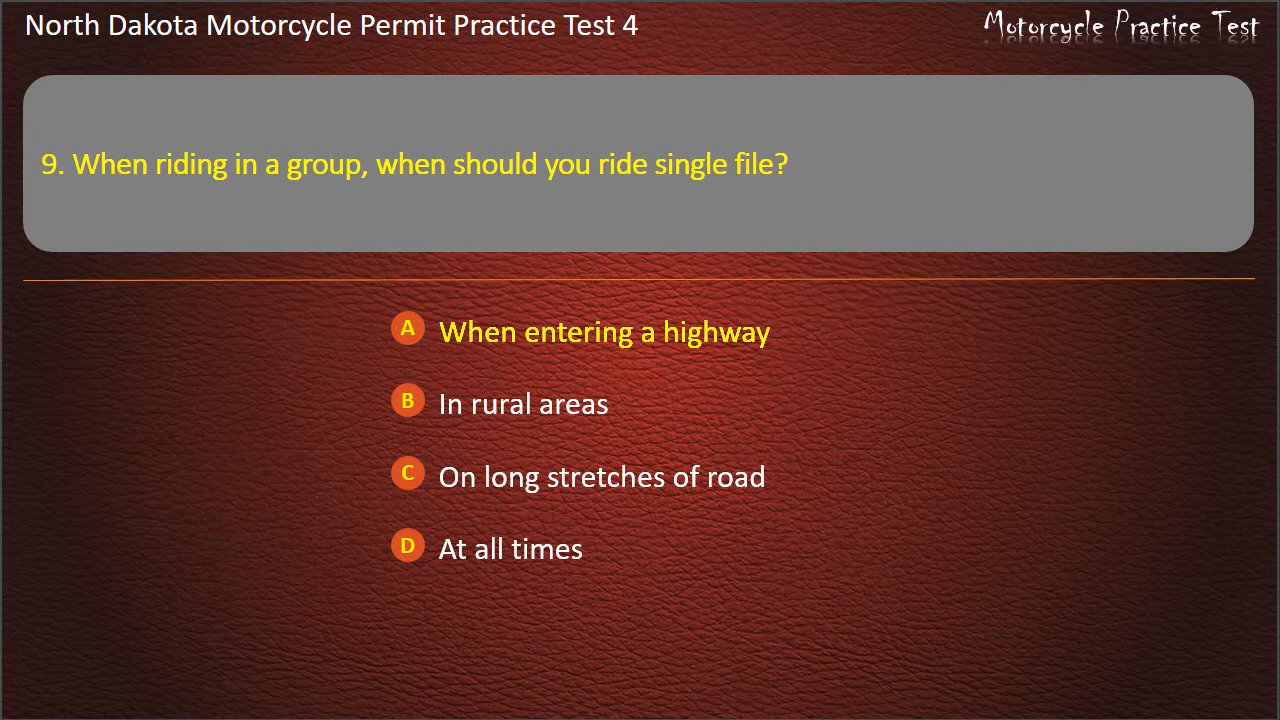 North Dakota Motorcycle Permit Practice Test 4
Motorcycle Practice Test
9. When riding in a group, when should you ride single file?
A When entering a highway
B In rural areas
C On long stretches of road
D At all times